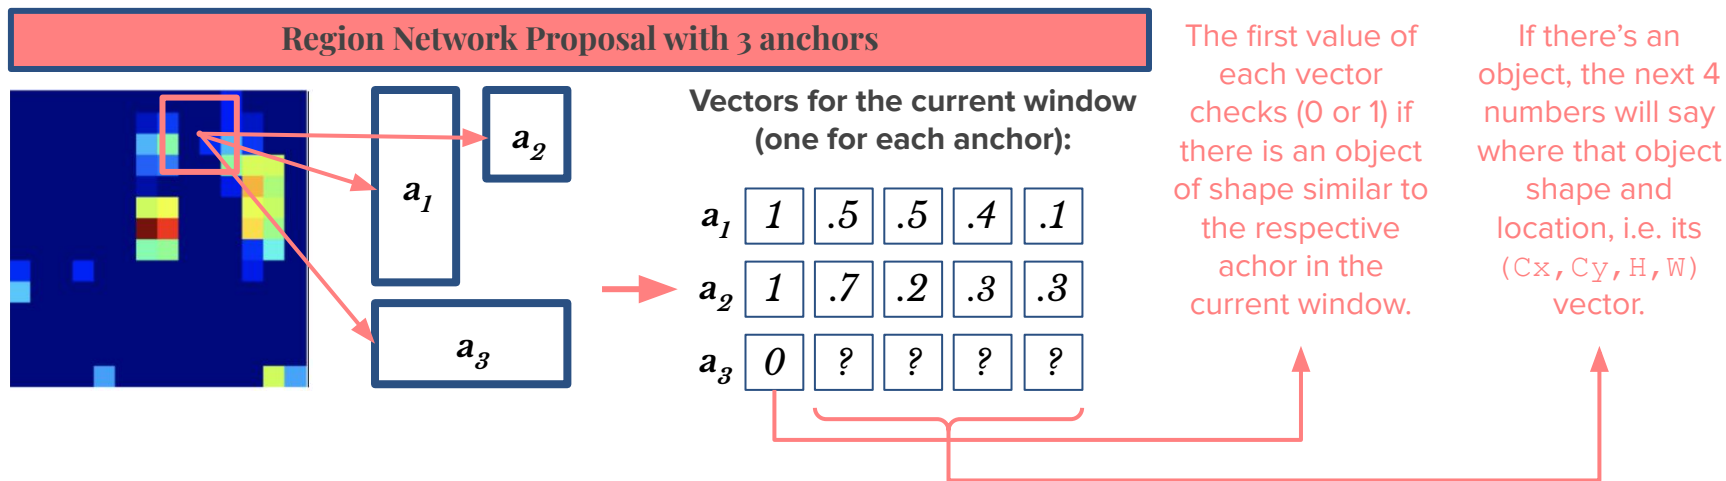 Region Network Proposal with 3 anchors
a1
a2
a3
Vectors for the current window
(one for each anchor):
a1 1 .5 .5 .4 .1
a2 1 .7 .2 .3 .3
a3 0 ? ? ? ?
The first value of
each vector
checks (0 or 1) if
there is an object
of shape similar to
the respective
achor in the
current window.
If there's an
object, the next 4
numbers will say
where that object
shape and
location, i.e. its
(Cx,Cy,H,W)
vector.